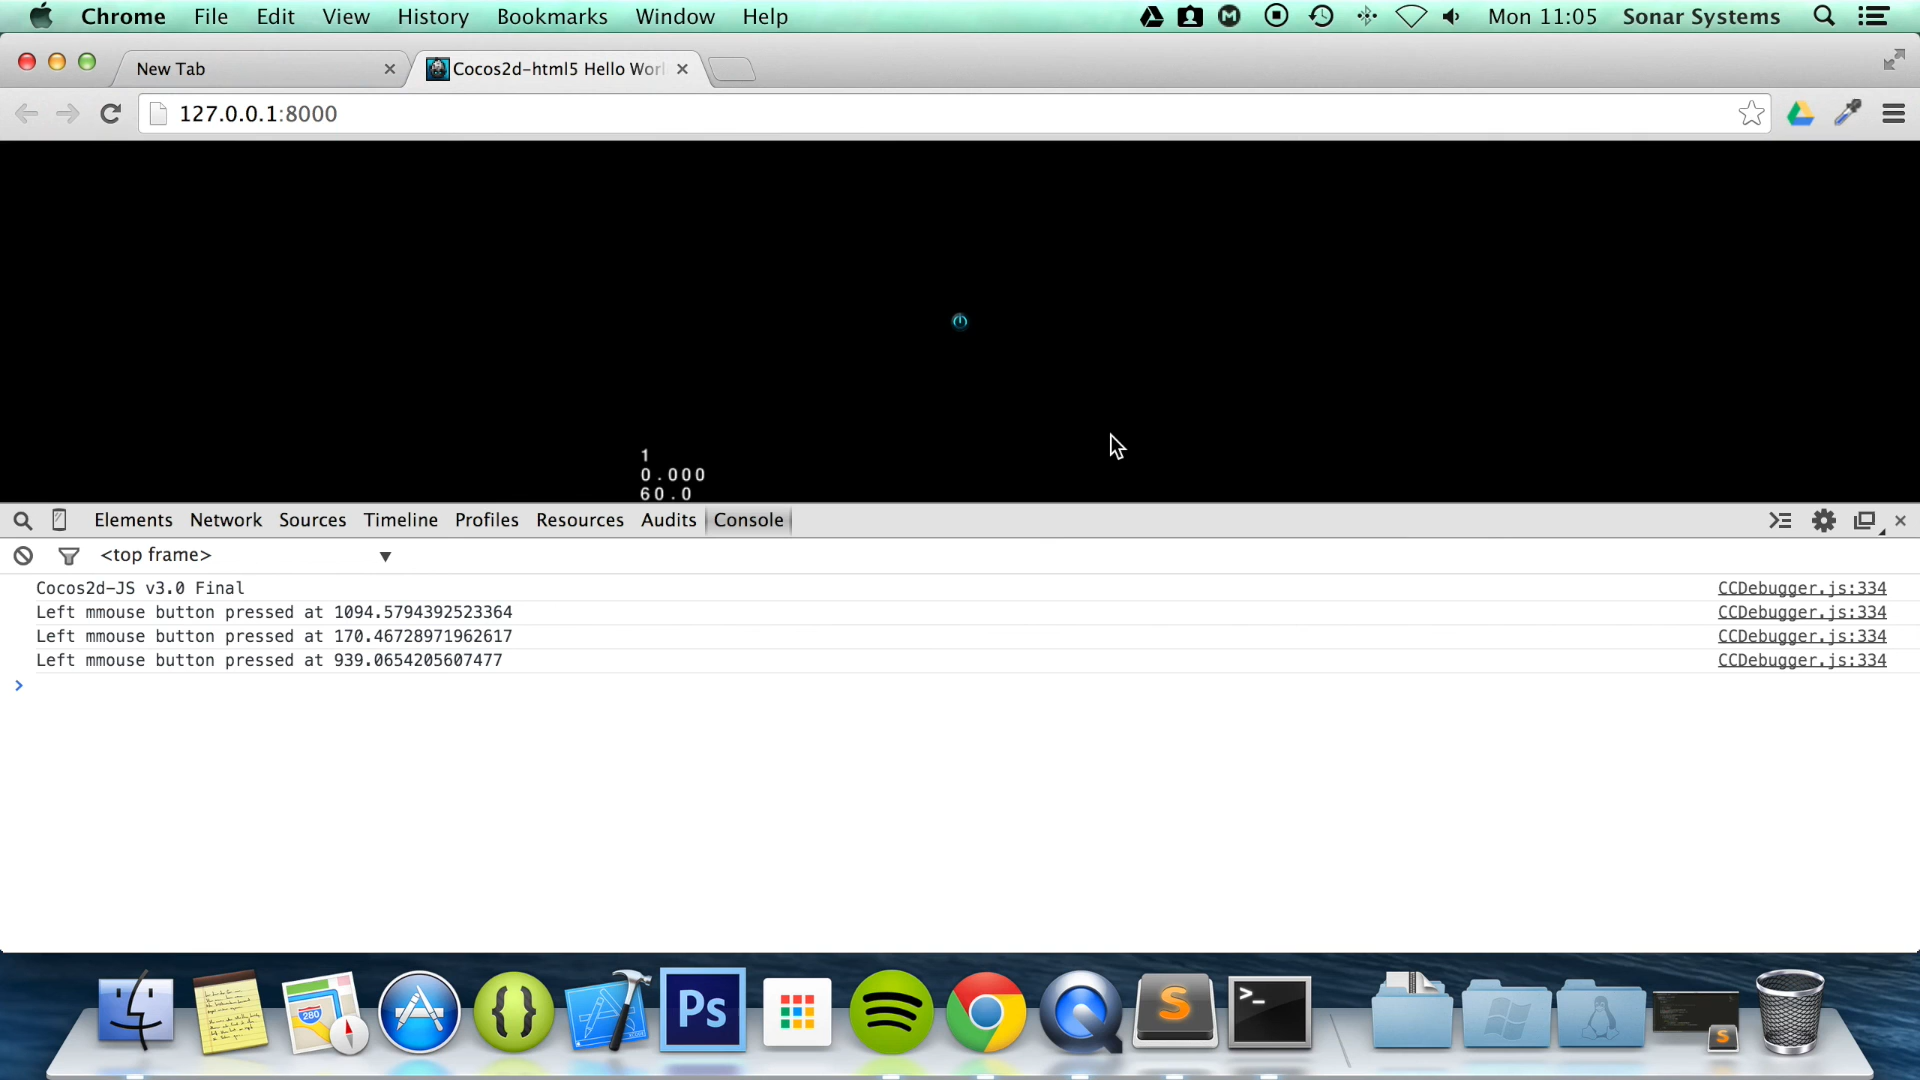 Chrome File Edit View History Bookmarks Window Help Mon 11:05 Sonar Systems
New Tab Cocos2d-html5 Hello Worl
127.0.0.1:8000
1
0.000
60.0
Elements Network Sources Timeline Profiles Resources Audits Console
<top frame>
Cocos2d-JS v3.0 Final CCDebugger.js:334
Left mmouse button pressed at 1094.5794392523364 CCDebugger.js:334
Left mmouse button pressed at 170.46728971962617 CCDebugger.js:334
Left mmouse button pressed at 939.0654205607477 CCDebugger.js:334
>
280 {} Ps S >_ S